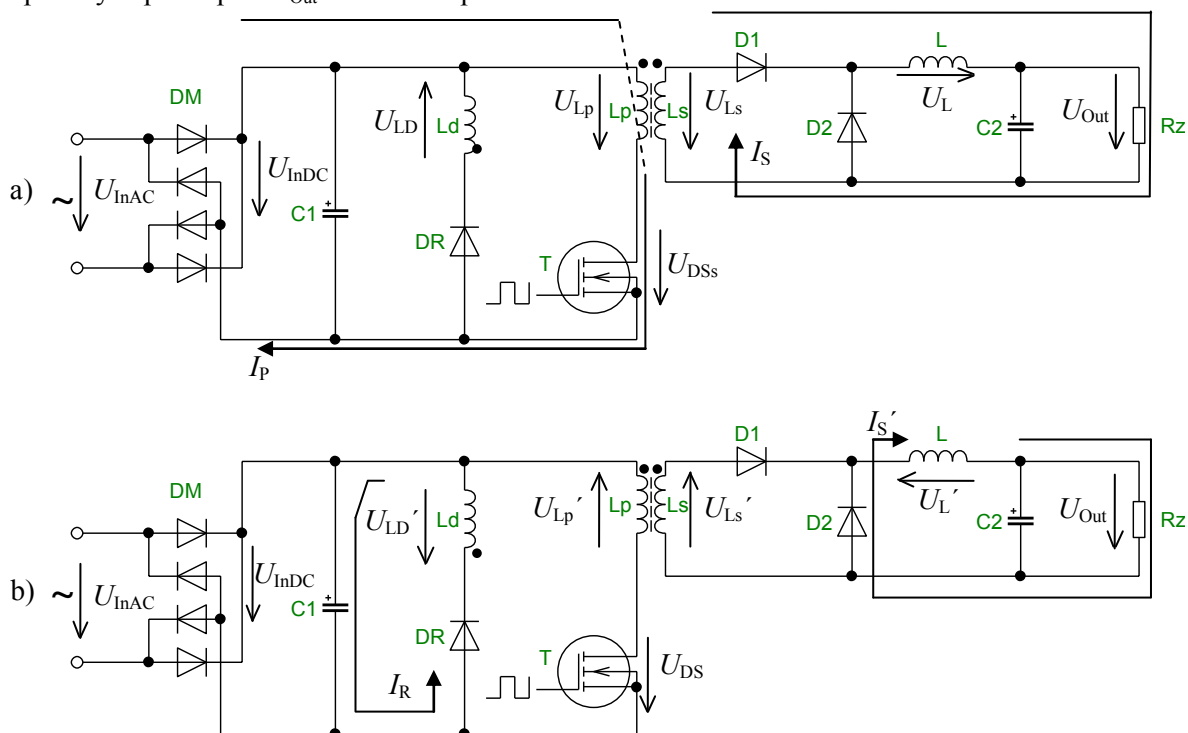 Out
D1
L
DM
U_LD
Ld
U_Lp
Lp
Ls
U_Ls
U_L
D2
C2
U_Out
Rz
a)
~
U_InAC
U_InDC
C1
DR
T
U_DSs
I_S
I_P
I_S´
D1
L
DM
U_LD´
Ld
U_Lp´
Lp
Ls
U_Ls´
U_L´
D2
C2
U_Out
Rz
b)
~
U_InAC
U_InDC
C1
DR
T
U_DS
I_R